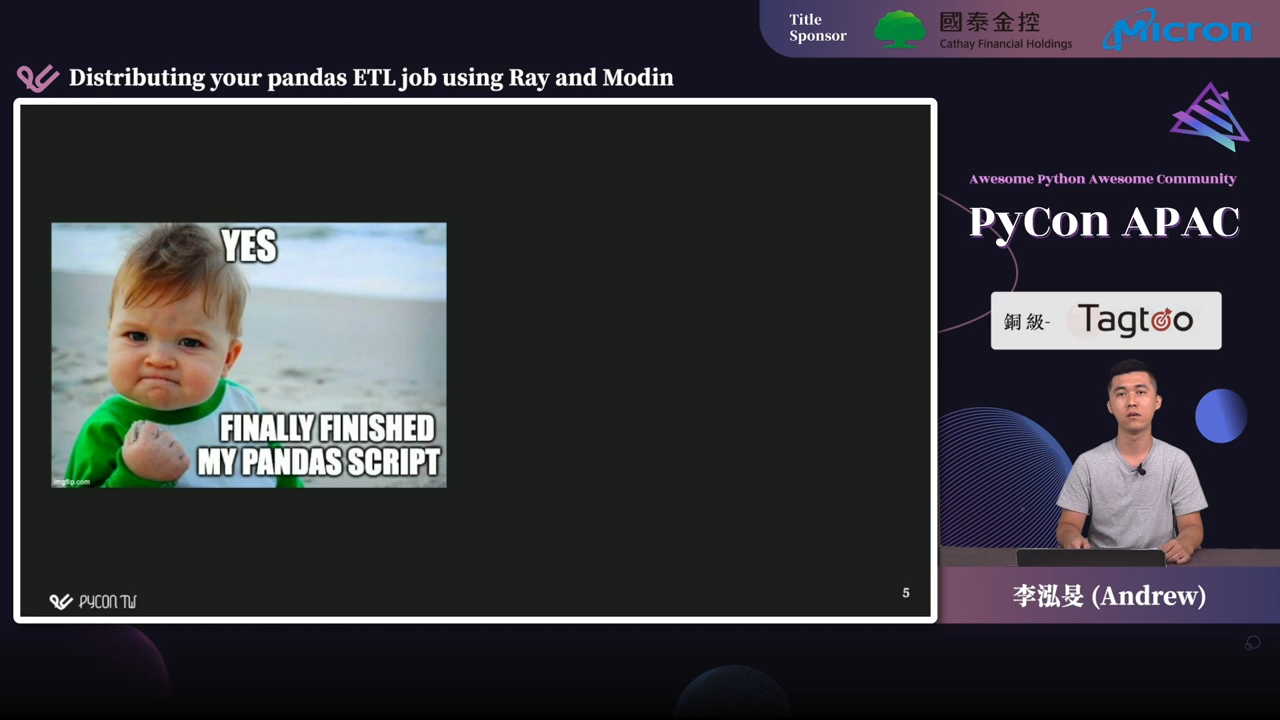 Title
Sponsor
國泰金控
Cathay Financial Holdings
Micron
Distributing your pandas ETL job using Ray and Modin
Awesome Python Awesome Community
PyCon APAC
銅級-
Tagtoo
YES
FINALLY FINISHED
MY PANDAS SCRIPT
imgflip.com
PYCON TW
5
李泓旻 (Andrew)